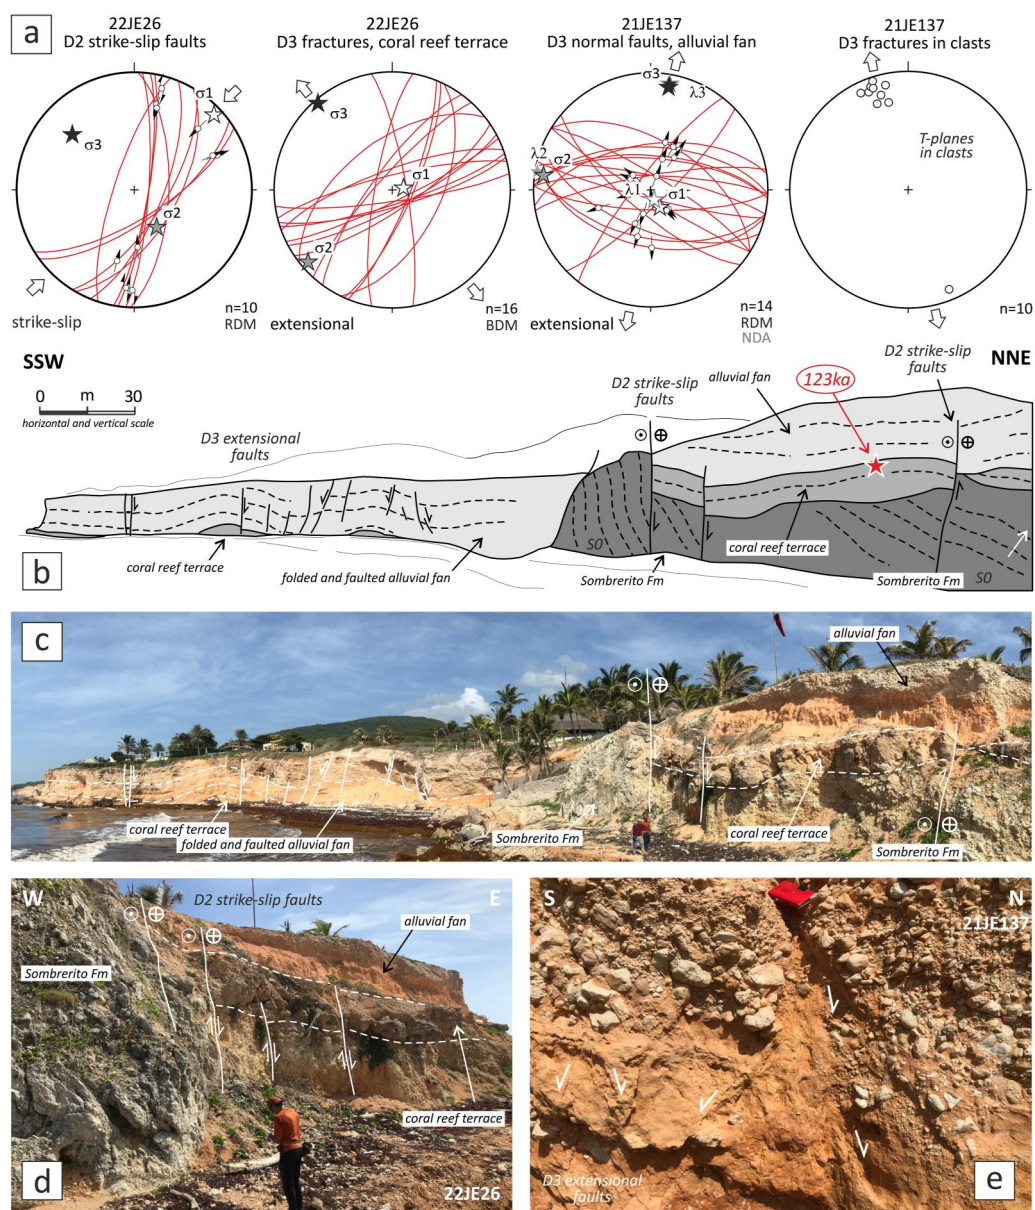 a
22JE26
D2 strike-slip faults
σ1
σ3
σ2
strike-slip
n=10
RDM
22JE26
D3 fractures, coral reef terrace
σ3
σ1
σ2
extensional
n=16
BDM
21JE137
D3 normal faults, alluvial fan
σ3
λ3
λ2
σ2
λ1
σ1
extensional
n=14
RDM
NDA
21JE137
D3 fractures in clasts
T-planes
in clasts
n=10
SSW
NNE
0 m 30
horizontal and vertical scale
D3 extensional
faults
D2 strike-slip
faults
alluvial fan
123ka
D2 strike-slip
faults
S0
coral reef terrace
folded and faulted alluvial fan
Sombrerito Fm
coral reef terrace
Sombrerito Fm
S0
b
c
alluvial fan
coral reef terrace
folded and faulted alluvial fan
Sombrerito Fm
coral reef terrace
Sombrerito Fm
W
D2 strike-slip faults
E
alluvial fan
Sombrerito Fm
coral reef terrace
d
22JE26
S
N
21JE137
D3 extensional
faults
e